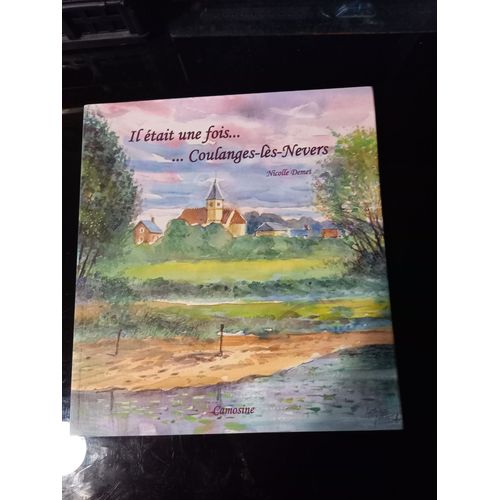 Il était une fois...
... Coulanges-lès-Nevers
Nicolle Demet
Camosine